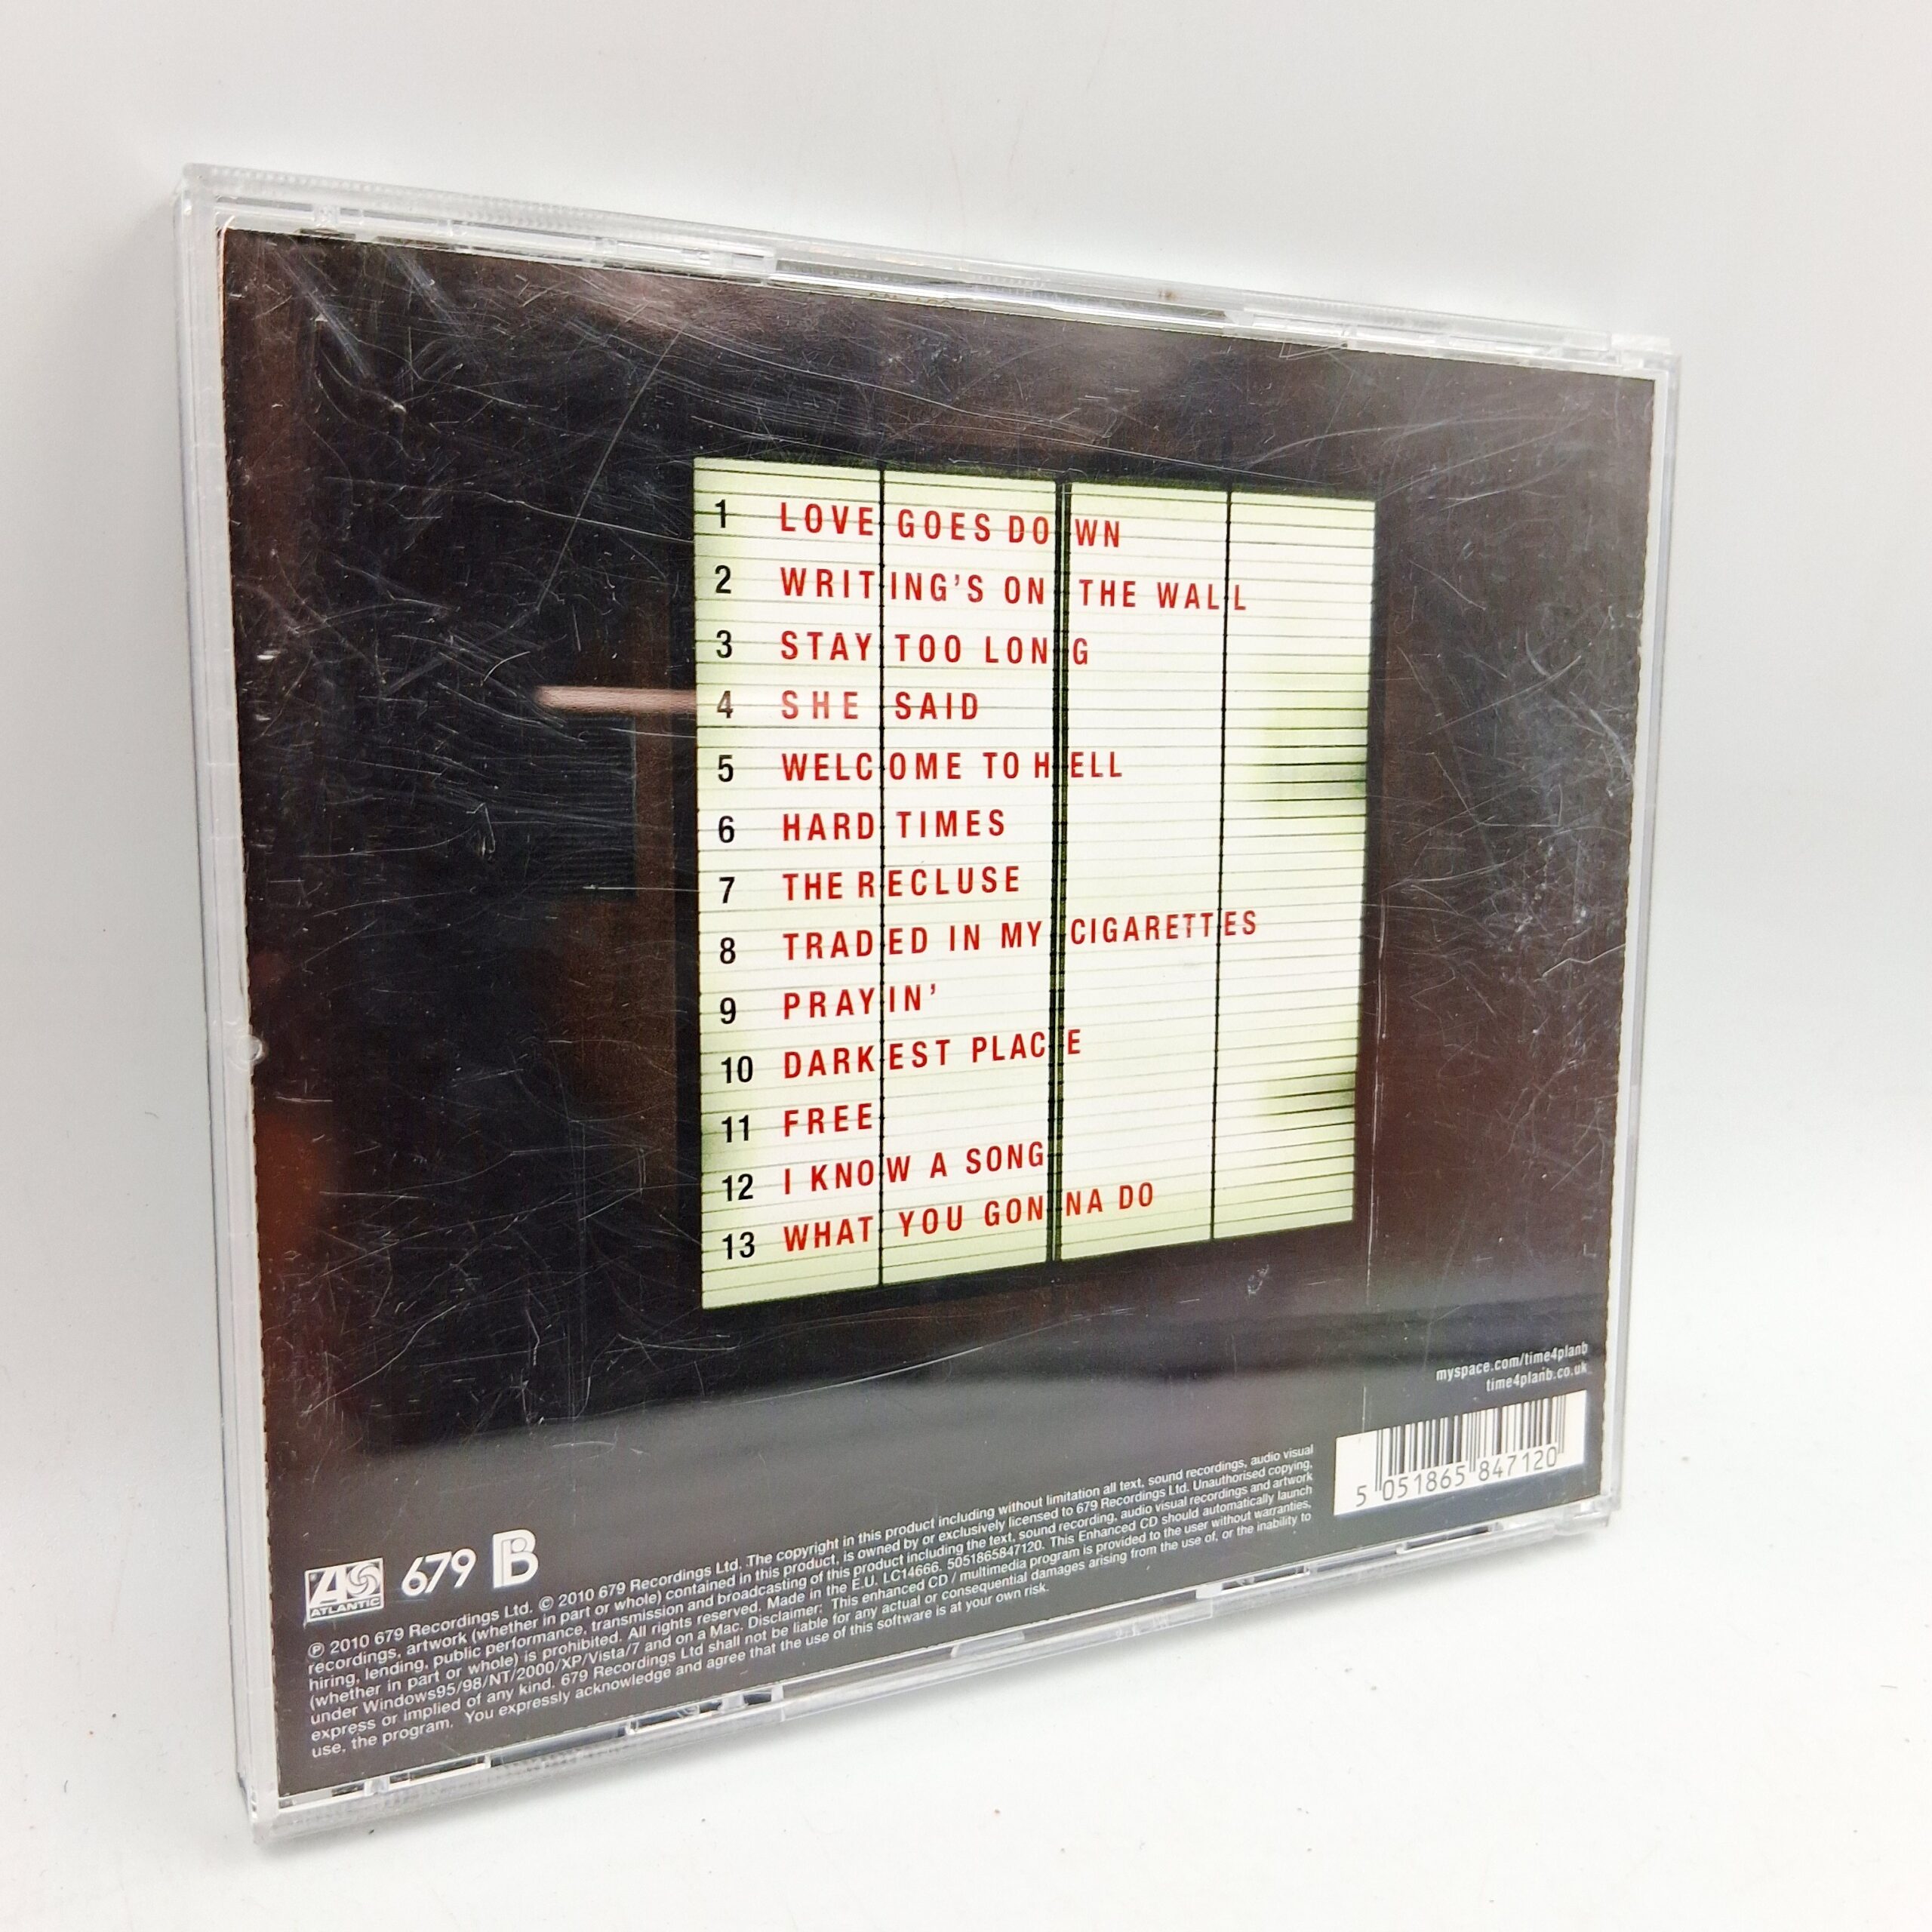 1 LOVE GOES DOWN
2 WRITING'S ON THE WALL
3 STAY TOO LONG
4 SHE SAID
5 WELCOME TO HELL
6 HARD TIMES
7 THE RECLUSE
8 TRADED IN MY CIGARETTES
9 PRAYIN'
10 DARKEST PLACE
11 FREE
12 I KNOW A SONG
13 WHAT YOU GONNA DO
myspace.com/time4planb
time4planb.co.uk
5 051865 847120
ATLANTIC 679 B
℗ 2010 679 Recordings Ltd. © 2010 679 Recordings Ltd. The copyright in this product including without limitation all text, sound recordings, audio visual
recordings, artwork (whether in part or whole) contained in this product, is owned by or exclusively licensed to 679 Recordings Ltd. Unauthorised copying,
hiring, lending, public performance, transmission and broadcasting of this product including the text, sound recording, audio visual recordings and artwork
(whether in part or whole) is prohibited. All rights reserved. Made in the E.U. LC14666. 5051865847120. This Enhanced CD should automatically launch
under Windows95/98/NT/2000/XP/Vista/7 and on a Mac. Disclaimer: This enhanced CD / multimedia program is provided to the user without warranties,
express or implied of any kind. 679 Recordings Ltd shall not be liable for any actual or consequential damages arising from the use of, or the inability to
use, the program. You expressly acknowledge and agree that the use of this software is at your own risk.